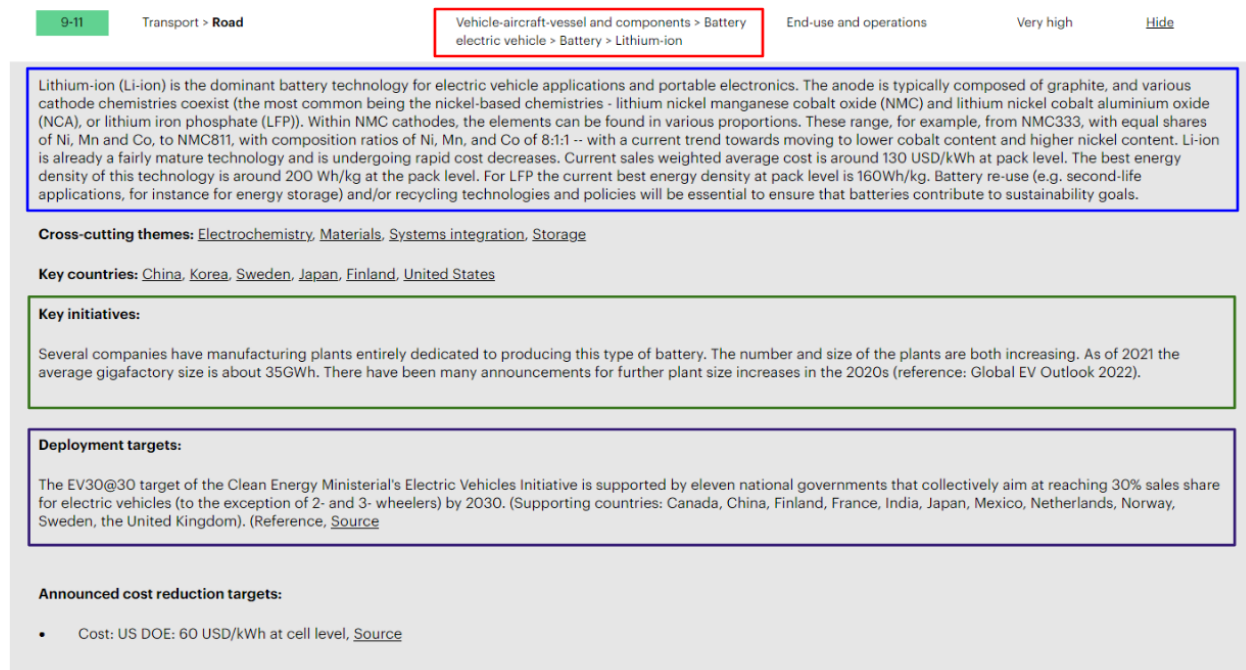 9-11 Transport > Road Vehicle-aircraft-vessel and components > Battery End-use and operations Very high Hide
electric vehicle > Battery > Lithium-ion
Lithium-ion (Li-ion) is the dominant battery technology for electric vehicle applications and portable electronics. The anode is typically composed of graphite, and various
cathode chemistries coexist (the most common being the nickel-based chemistries - lithium nickel manganese cobalt oxide (NMC) and lithium nickel cobalt aluminium oxide
(NCA), or lithium iron phosphate (LFP)). Within NMC cathodes, the elements can be found in various proportions. These range, for example, from NMC333, with equal shares
of Ni, Mn and Co, to NMC811, with composition ratios of Ni, Mn, and Co of 8:1:1 -- with a current trend towards moving to lower cobalt content and higher nickel content. Li-ion
is already a fairly mature technology and is undergoing rapid cost decreases. Current sales weighted average cost is around 130 USD/kWh at pack level. The best energy
density of this technology is around 200 Wh/kg at the pack level. For LFP the current best energy density at pack level is 160Wh/kg. Battery re-use (e.g. second-life
applications, for instance for energy storage) and/or recycling technologies and policies will be essential to ensure that batteries contribute to sustainability goals.
Cross-cutting themes: Electrochemistry, Materials, Systems integration, Storage
Key countries: China, Korea, Sweden, Japan, Finland, United States
Key initiatives:
Several companies have manufacturing plants entirely dedicated to producing this type of battery. The number and size of the plants are both increasing. As of 2021 the
average gigafactory size is about 35GWh. There have been many announcements for further plant size increases in the 2020s (reference: Global EV Outlook 2022).
Deployment targets:
The EV30@30 target of the Clean Energy Ministerial's Electric Vehicles Initiative is supported by eleven national governments that collectively aim at reaching 30% sales share
for electric vehicles (to the exception of 2- and 3- wheelers) by 2030. (Supporting countries: Canada, China, Finland, France, India, Japan, Mexico, Netherlands, Norway,
Sweden, the United Kingdom). (Reference, Source
Announced cost reduction targets:
• Cost: US DOE: 60 USD/kWh at cell level, Source